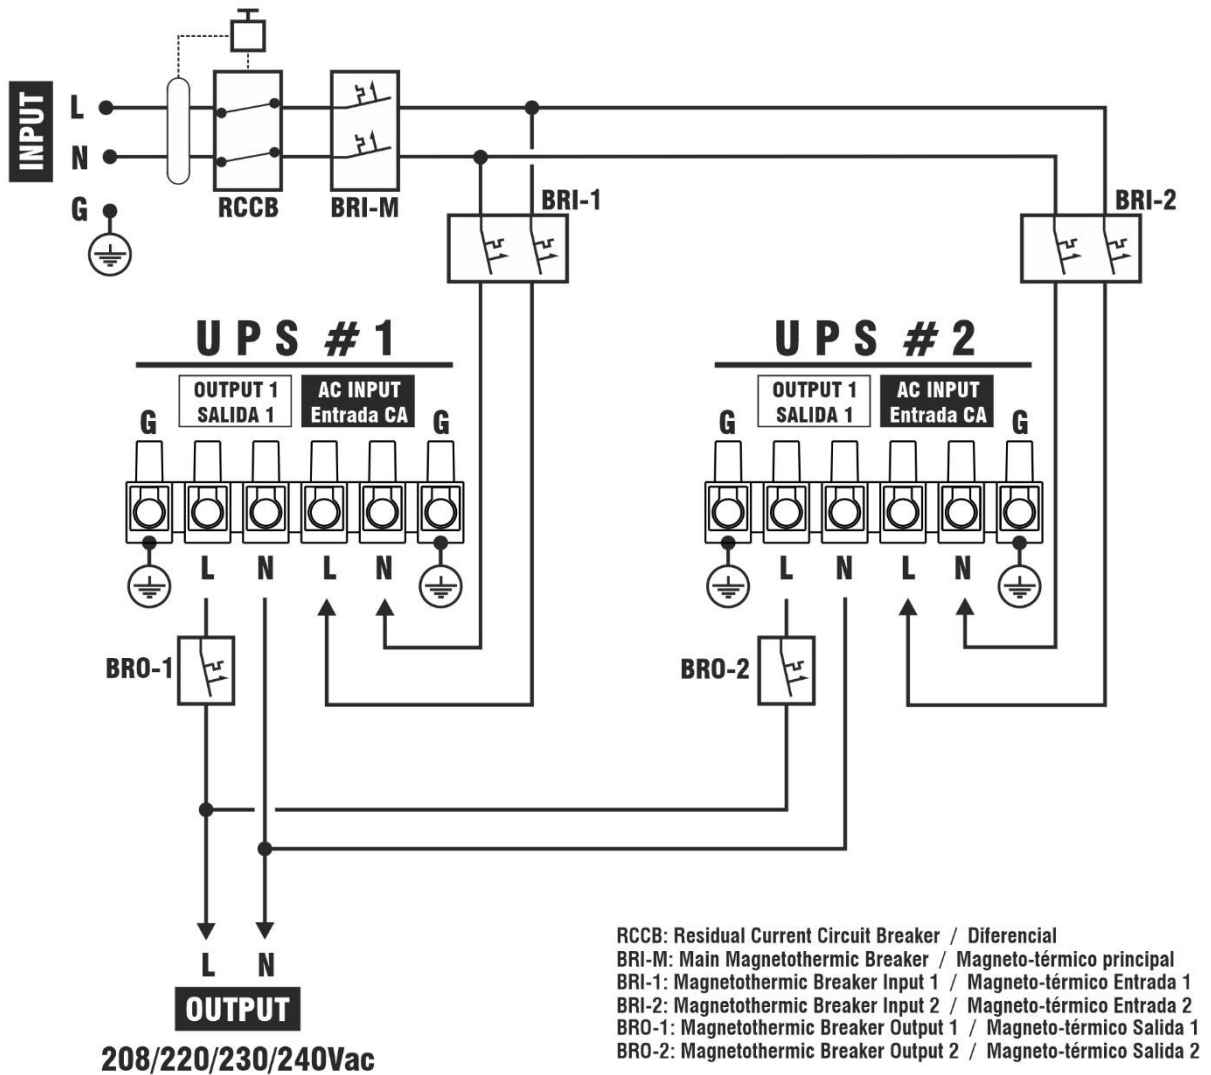 INPUT
L
N
G
RCCB
BRI-M
BRI-1
BRI-2
UPS #1
OUTPUT 1
SALIDA 1
AC INPUT
Entrada CA
G
G
L
N
L
N
BRO-1
UPS #2
OUTPUT 1
SALIDA 1
AC INPUT
Entrada CA
G
G
L
N
L
N
BRO-2
L
N
OUTPUT
208/220/230/240Vac
RCCB: Residual Current Circuit Breaker / Diferencial
BRI-M: Main Magnetothermic Breaker / Magneto-térmico principal
BRI-1: Magnetothermic Breaker Input 1 / Magneto-térmico Entrada 1
BRI-2: Magnetothermic Breaker Input 2 / Magneto-térmico Entrada 2
BRO-1: Magnetothermic Breaker Output 1 / Magneto-térmico Salida 1
BRO-2: Magnetothermic Breaker Output 2 / Magneto-térmico Salida 2